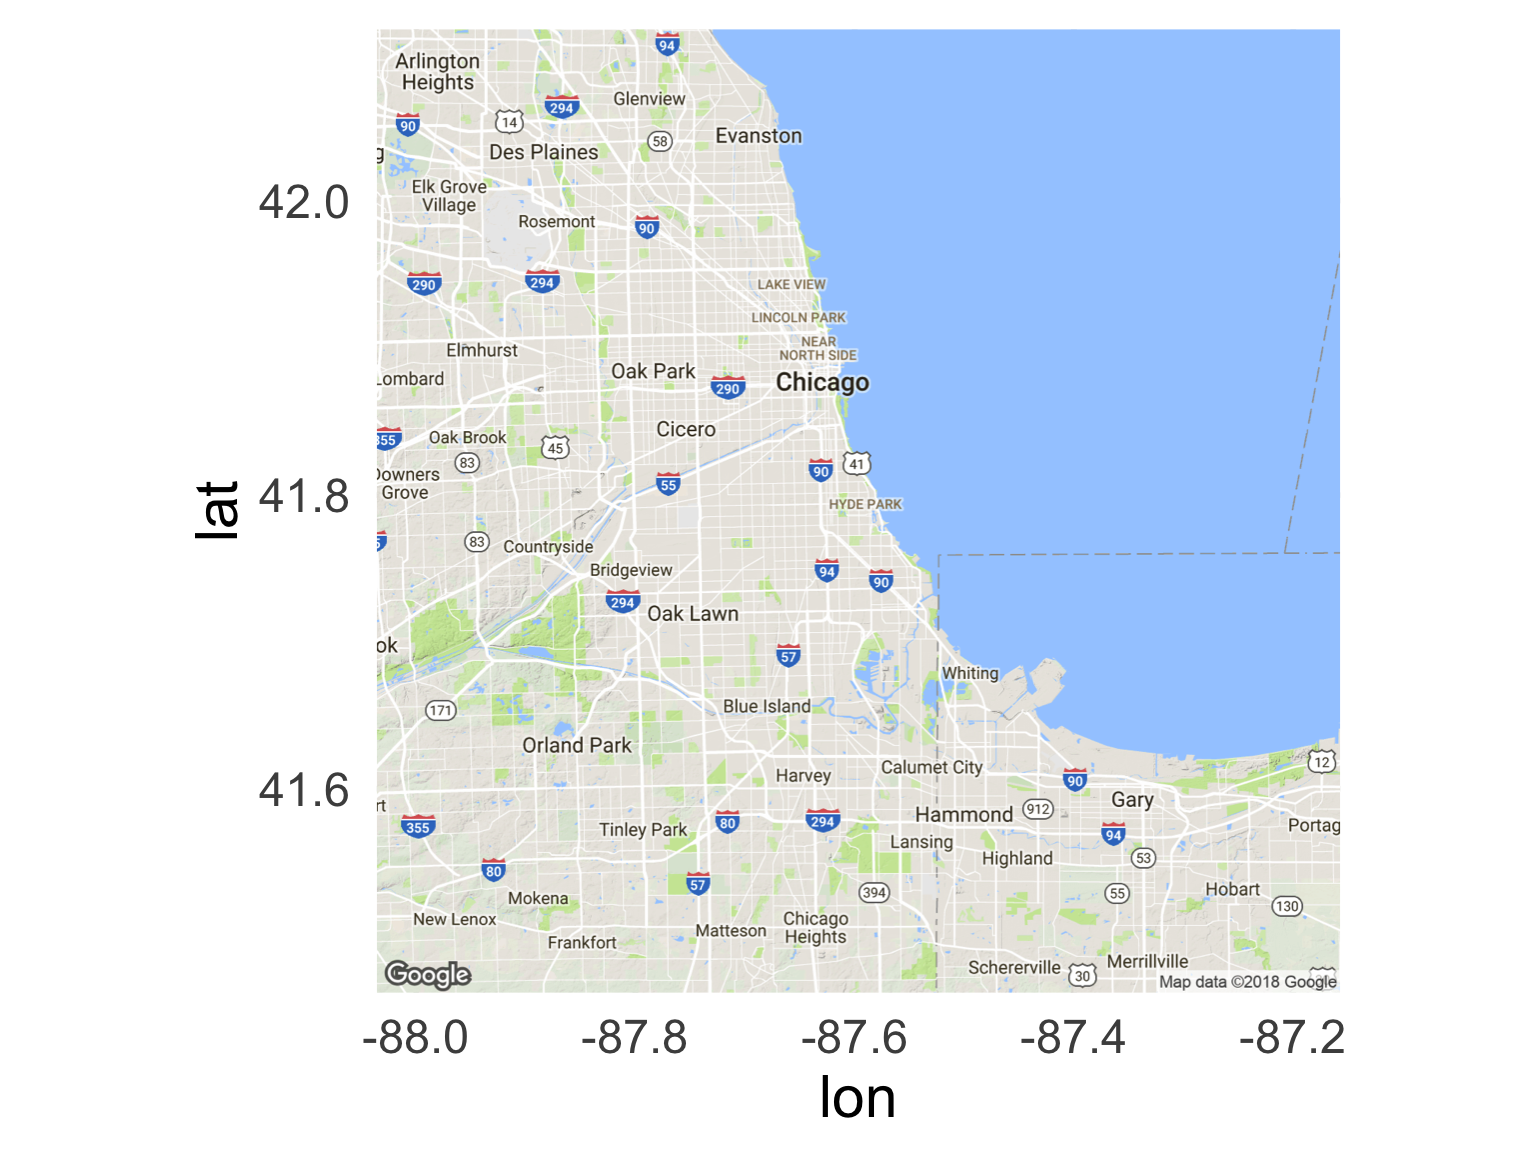 94
Arlington
Heights
Glenview
294
14
90
58
Evanston
g
Des Plaines
Elk Grove
Village
42.0
Rosemont
90
290
294
LAKE VIEW
LINCOLN PARK
NEAR
NORTH SIDE
Elmhurst
Oak Park
Lombard
290
Chicago
Cicero
355
Oak Brook
45
83
41
90
Downers
Grove
55
lat
41.8
HYDE PARK
83
Countryside
Bridgeview
94
90
294
Oak Lawn
ok
57
Whiting
171
Blue Island
Orland Park
12
Calumet City
Harvey
90
41.6
rt
Gary
912
Hammond
355
Tinley Park
80
294
Portag
94
Lansing
Highland
53
80
57
394
55
Hobart
130
Mokena
New Lenox
Chicago
Heights
Matteson
Frankfort
Schererville
30
Merrillville
Google
Map data ©2018 Google
-88.0
-87.8
-87.6
-87.4
-87.2
lon